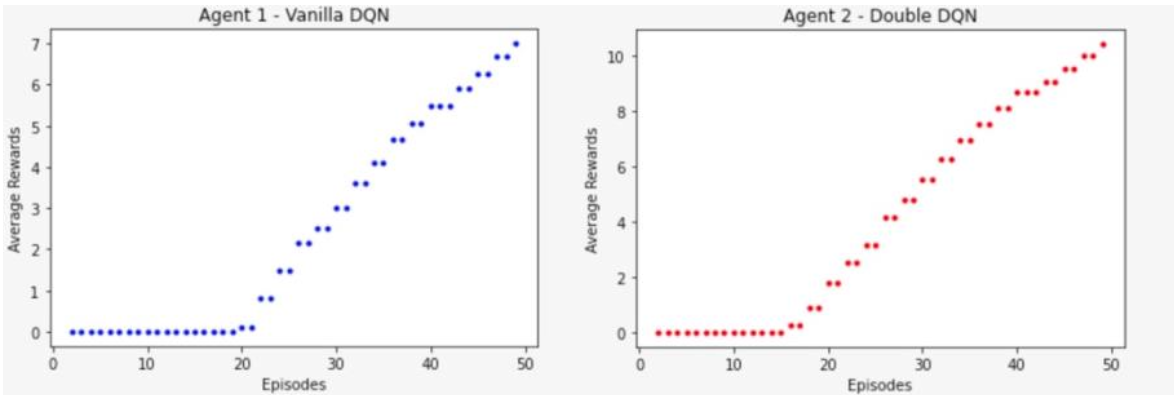 Agent 1 - Vanilla DQN
7
6
5
4
3
2
1
0
Average Rewards
0 10 20 30 40 50
Episodes
Agent 2 - Double DQN
10
8
6
4
2
0
Average Rewards
0 10 20 30 40 50
Episodes